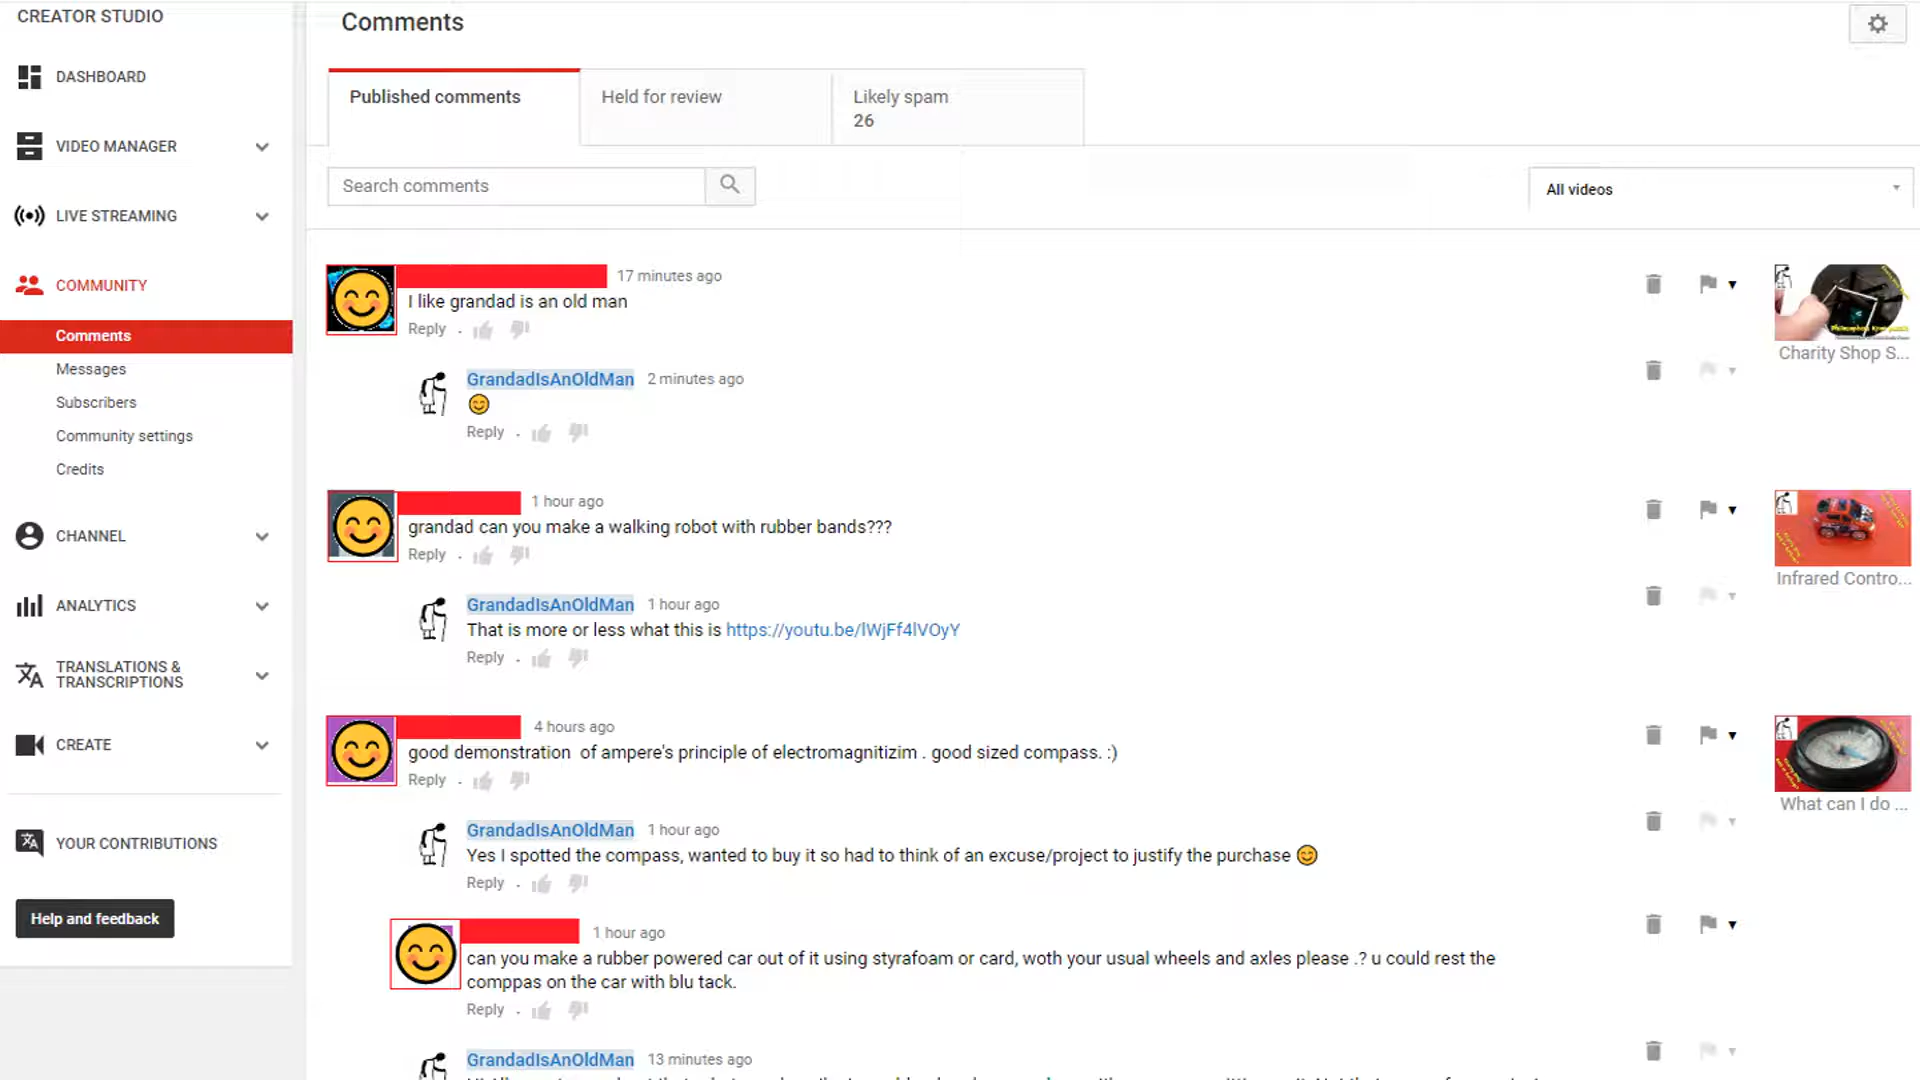 CREATOR STUDIO
DASHBOARD
VIDEO MANAGER
LIVE STREAMING
COMMUNITY
Comments
Messages
Subscribers
Community settings
Credits
CHANNEL
ANALYTICS
TRANSLATIONS &
TRANSCRIPTIONS
CREATE
YOUR CONTRIBUTIONS
Help and feedback
Comments
Published comments
Held for review
Likely spam
26
Search comments
All videos
17 minutes ago
I like grandad is an old man
Reply .
Charity Shop S...
GrandadIsAnOldMan 2 minutes ago
😊
Reply .
1 hour ago
grandad can you make a walking robot with rubber bands???
Reply .
Infrared Contro...
GrandadIsAnOldMan 1 hour ago
That is more or less what this is https://youtu.be/lWjFf4lVOyY
Reply .
4 hours ago
good demonstration of ampere's principle of electromagnitizim . good sized compass. :)
Reply .
What can I do ...
GrandadIsAnOldMan 1 hour ago
Yes I spotted the compass, wanted to buy it so had to think of an excuse/project to justify the purchase 😊
Reply .
1 hour ago
can you make a rubber powered car out of it using styrafoam or card, woth your usual wheels and axles please .? u could rest the
comppas on the car with blu tack.
Reply .
GrandadIsAnOldMan 13 minutes ago